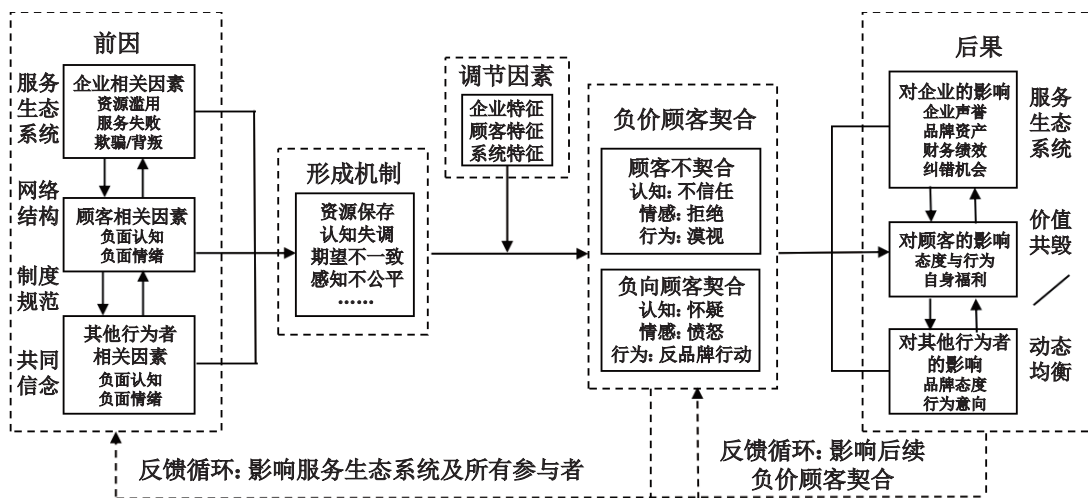 前因
服务
生态
系统
网络
结构
制度
规范
共同
信念
企业相关因素
资源滥用
服务失败
欺骗/背叛
顾客相关因素
负面认知
负面情绪
其他行为者
相关因素
负面认知
负面情绪
形成机制
资源保存
认知失调
期望不一致
感知不公平
……
调节因素
企业特征
顾客特征
系统特征
负价顾客契合
顾客不契合
认知: 不信任
情感: 拒绝
行为: 漠视
负向顾客契合
认知: 怀疑
情感: 愤怒
行为: 反品牌行动
后果
对企业的影响
企业声誉
品牌资产
财务绩效
纠错机会
对顾客的影响
态度与行为
自身福利
对其他行为者
的影响
品牌态度
行为意向
服务
生态
系统
价值
共毁
/
动态
均衡
反馈循环: 影响服务生态系统及所有参与者
反馈循环: 影响后续
负价顾客契合